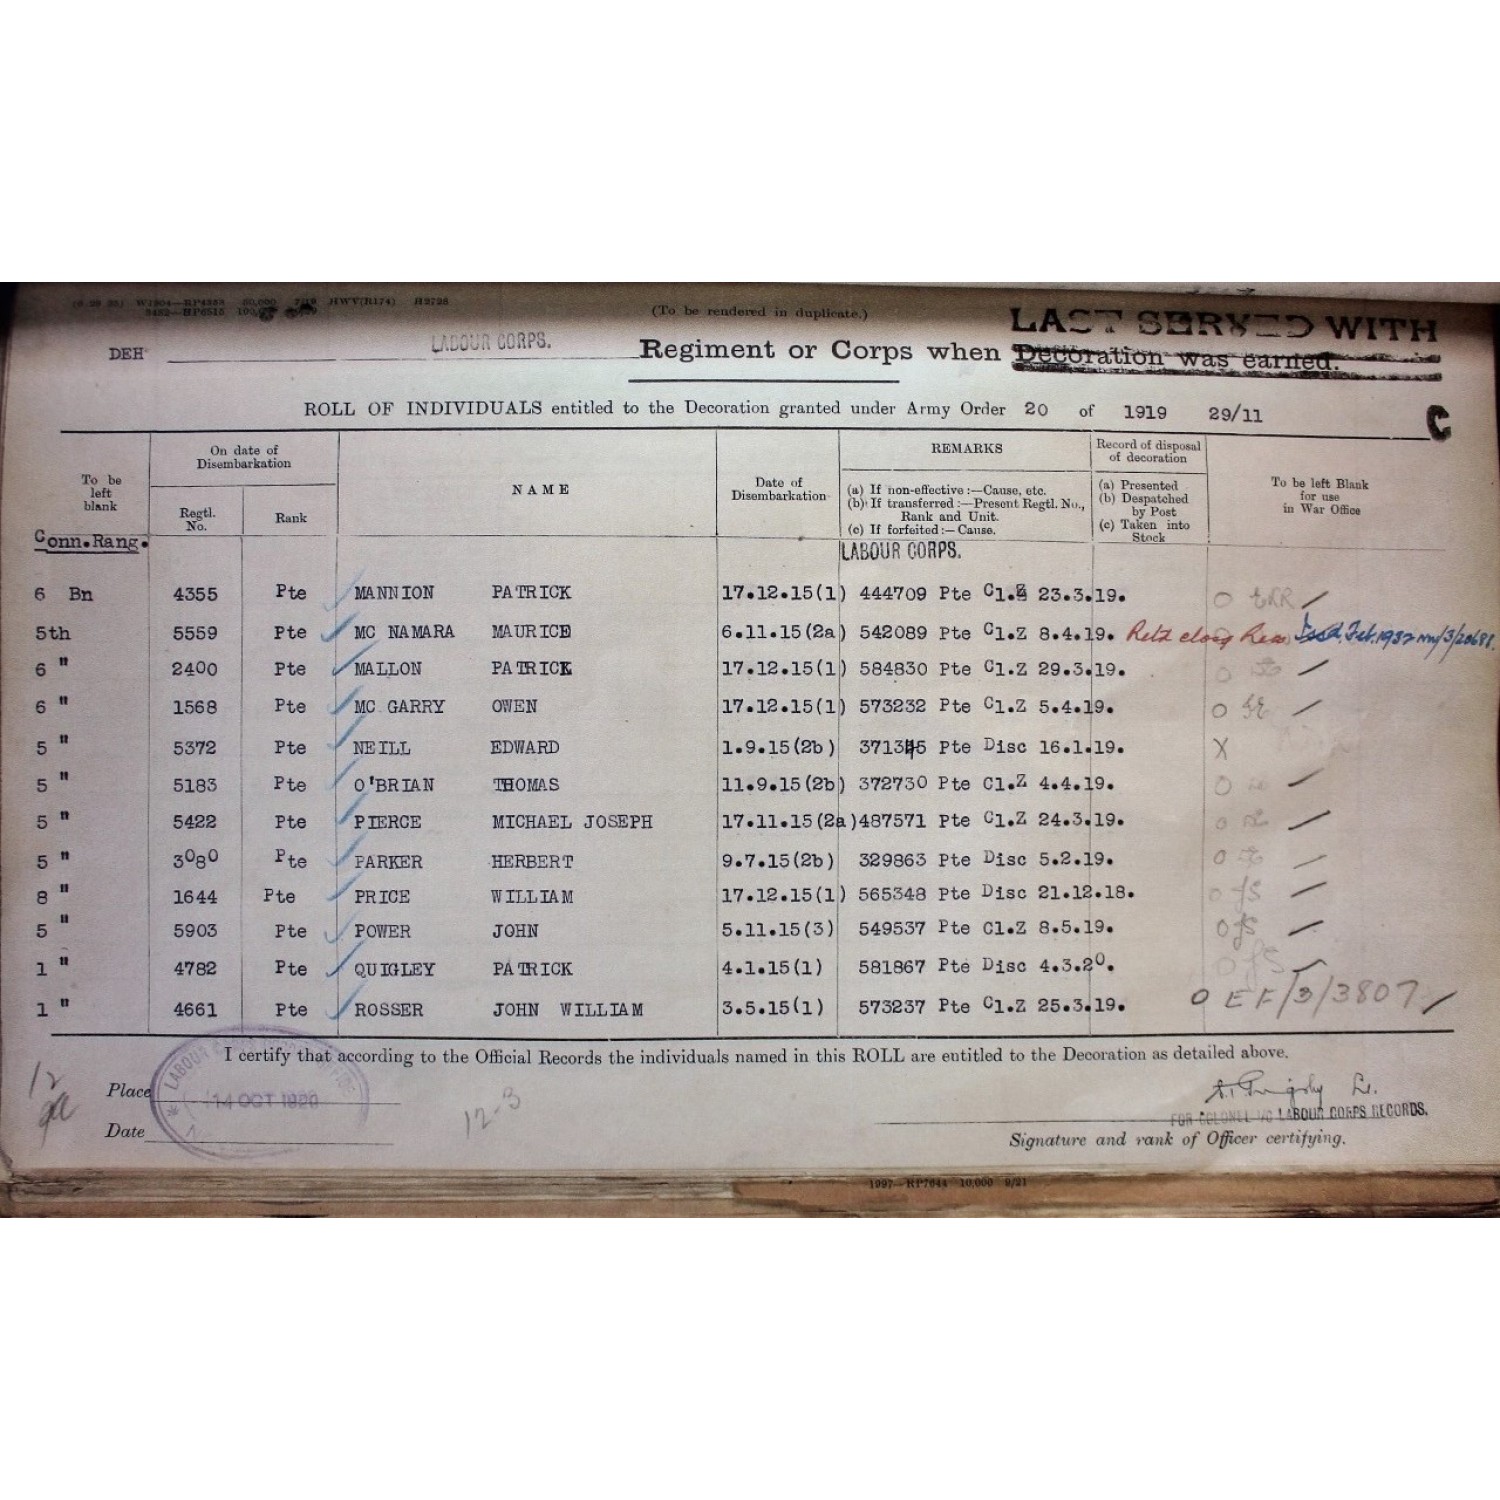 (To be rendered in duplicate.)
LAST SERVED WITH
DEH LABOUR CORPS. Regiment or Corps when Decoration was earned.
ROLL OF INDIVIDUALS entitled to the Decoration granted under Army Order 20 of 1919 29/11 C
To be left blank
On date of Disembarkation
Regtl. No.
Rank
NAME
Date of Disembarkation
REMARKS
(a) If non-effective :—Cause, etc.
(b) If transferred :—Present Regtl. No., Rank and Unit.
(c) If forfeited :— Cause.
Record of disposal of decoration
(a) Presented
(b) Despatched by Post
(c) Taken into Stock
To be left Blank for use in War Office
Conn.Rang.
LABOUR CORPS.
6 Bn 4355 Pte MANNION PATRICK 17.12.15(1) 444709 Pte Cl.Z 23.3.19. O
5th 5559 Pte MC NAMARA MAURICE 6.11.15(2a) 542089 Pte Cl.Z 8.4.19. Issd. Feb. 1932
6 " 2400 Pte MALLON PATRICK 17.12.15(1) 584830 Pte Cl.Z 29.3.19. O
6 " 1568 Pte MC GARRY OWEN 17.12.15(1) 573232 Pte Cl.Z 5.4.19. O
5 " 5372 Pte NEILL EDWARD 1.9.15(2b) 371345 Pte Disc 16.1.19. X
5 " 5183 Pte O'BRIAN THOMAS 11.9.15(2b) 372730 Pte Cl.Z 4.4.19. O
5 " 5422 Pte PIERCE MICHAEL JOSEPH 17.11.15(2a) 487571 Pte Cl.Z 24.3.19. O
5 " 3080 Pte PARKER HERBERT 9.7.15(2b) 329863 Pte Disc 5.2.19. O
8 " 1644 Pte PRICE WILLIAM 17.12.15(1) 565348 Pte Disc 21.12.18. O
5 " 5903 Pte POWER JOHN 5.11.15(3) 549537 Pte Cl.Z 8.5.19. O
1 " 4782 Pte QUIGLEY PATRICK 4.1.15(1) 581867 Pte Disc 4.3.20. O
1 " 4661 Pte ROSSER JOHN WILLIAM 3.5.15(1) 573237 Pte Cl.Z 25.3.19. O EF/3/3807
I certify that according to the Official Records the individuals named in this ROLL are entitled to the Decoration as detailed above.
12
Place
14 OCT 1920
12-3
FOR COLONEL I/C LABOUR CORPS RECORDS.
Date
Signature and rank of Officer certifying.
1997—RP7644 10,000 9/21